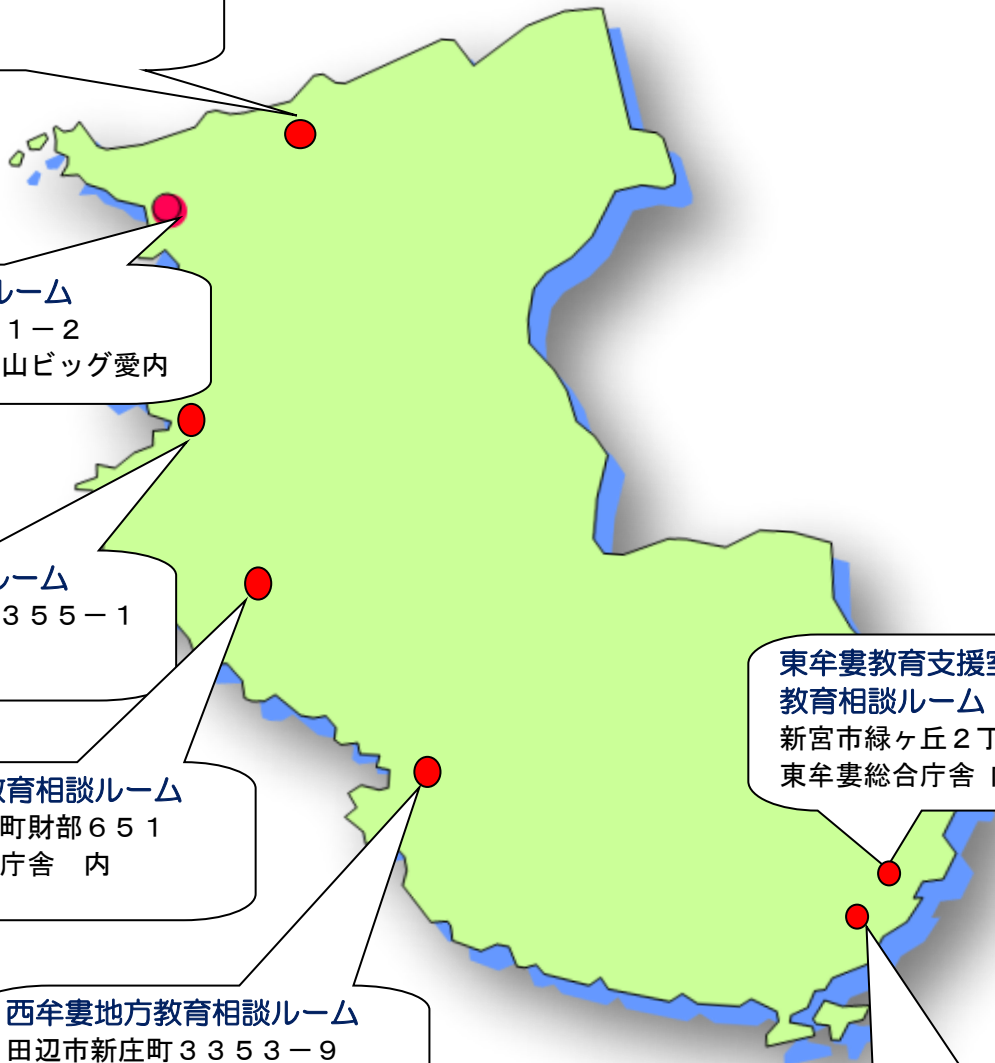 ルーム
１－２
山ビッグ愛内
ルーム
３５５－１
東牟婁教育支援室
教育相談ルーム
新宮市緑ヶ丘２丁
東牟婁総合庁舎
教育相談ルーム
町財部６５１
庁舎　内
西牟婁地方教育相談ルーム
田辺市新庄町３３５３－９